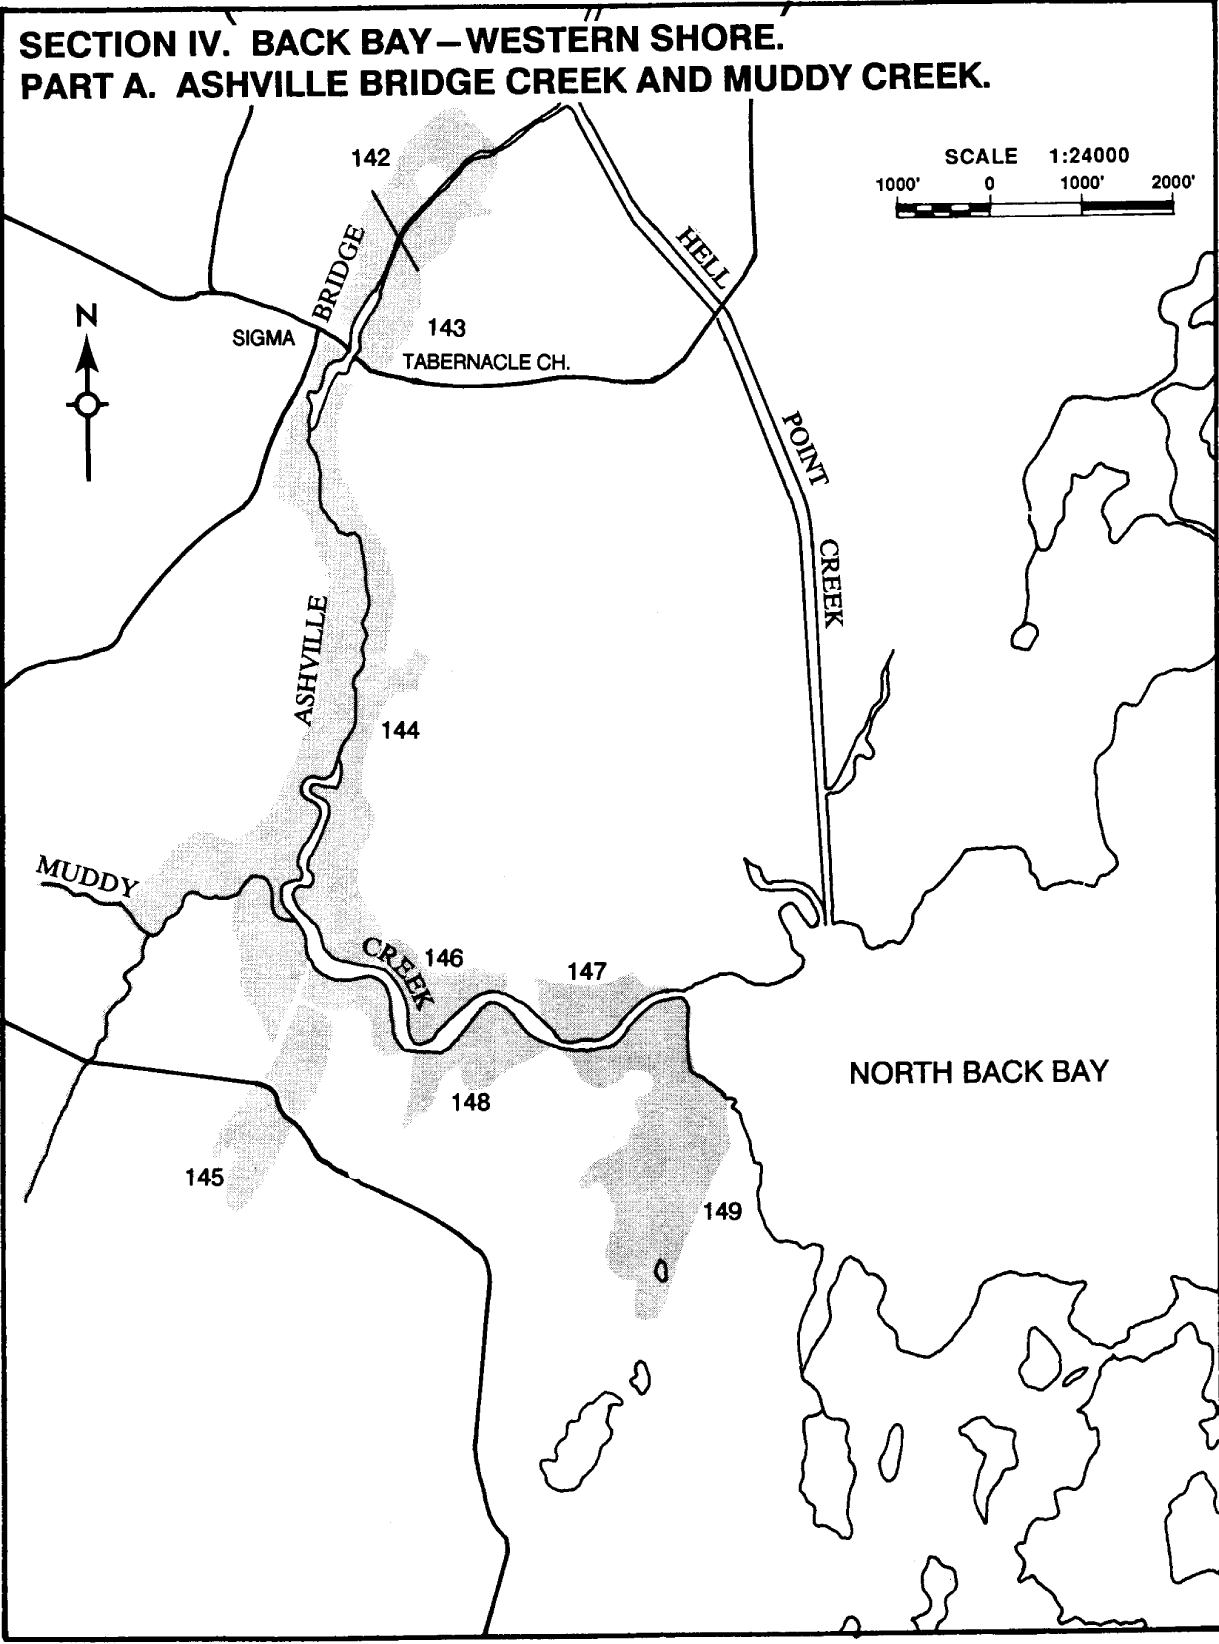 SECTION IV. BACK BAY—WESTERN SHORE.
PART A. ASHVILLE BRIDGE CREEK AND MUDDY CREEK.
SCALE 1:24000
1000' 0 1000' 2000'
142
BRIDGE
HELL
N
SIGMA
143
TABERNACLE CH.
POINT
CREEK
ASHVILLE
144
MUDDY
CREEK
146
147
NORTH BACK BAY
148
145
149